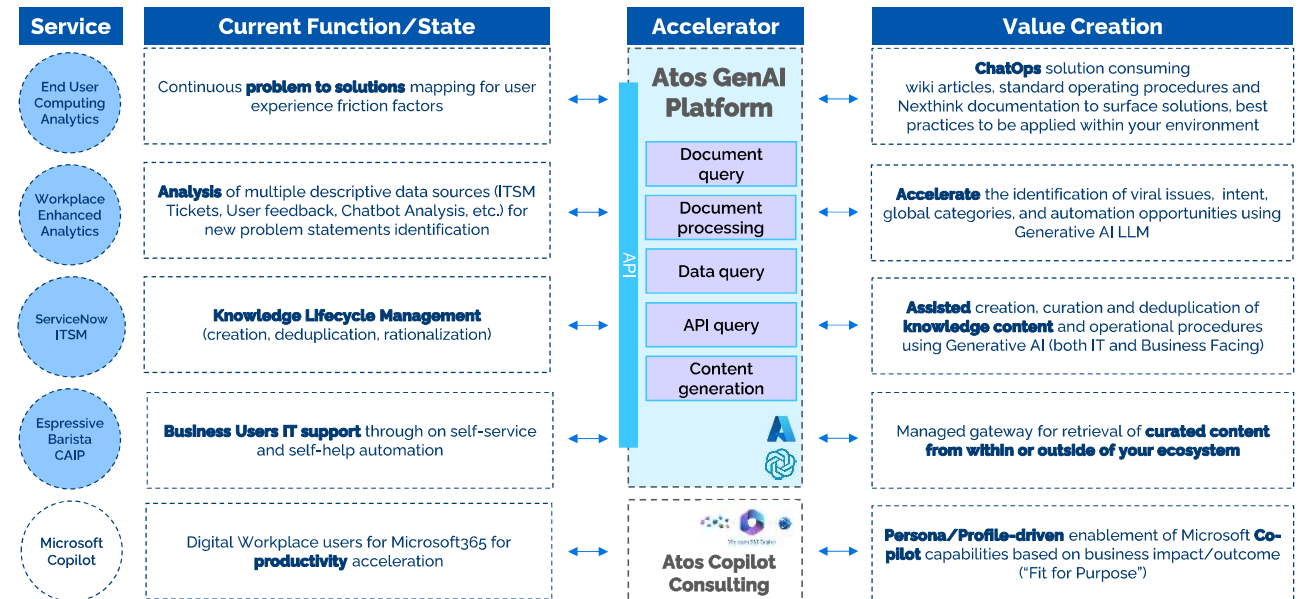 Service
Current Function/State
Accelerator
Value Creation
End User
Computing
Analytics
Continuous problem to solutions mapping for user
experience friction factors
Atos GenAI
Platform
ChatOps solution consuming
wiki articles, standard operating procedures and
Nexthink documentation to surface solutions, best
practices to be applied within your environment
Workplace
Enhanced
Analytics
Analysis of multiple descriptive data sources (ITSM
Tickets, User feedback, Chatbot Analysis, etc.) for
new problem statements identification
API
Document
query
Document
processing
Data query
API query
Content
generation
Accelerate the identification of viral issues, intent,
global categories, and automation opportunities using
Generative AI LLM
ServiceNow
ITSM
Knowledge Lifecycle Management
(creation, deduplication, rationalization)
Assisted creation, curation and deduplication of
knowledge content and operational procedures
using Generative AI (both IT and Business Facing)
Espressive
Barista
CAIP
Business Users IT support through on self-service
and self-help automation
Managed gateway for retrieval of curated content
from within or outside of your ecosystem
Microsoft
Copilot
Digital Workplace users for Microsoft365 for
productivity acceleration
Microsoft 365 Copilot
Atos Copilot
Consulting
Persona/Profile-driven enablement of Microsoft Co-
pilot capabilities based on business impact/outcome
(“Fit for Purpose”)